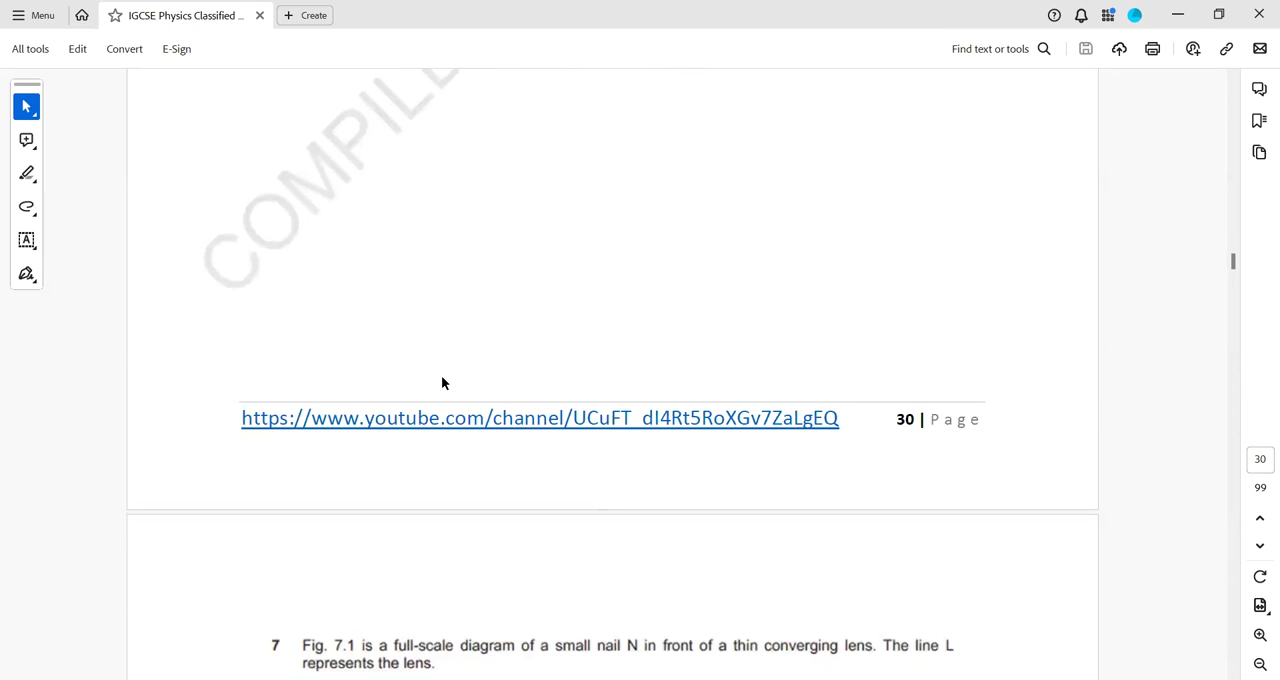 Menu
IGCSE Physics Classified ...
Create
All tools
Edit
Convert
E-Sign
Find text or tools
COMPILE
https://www.youtube.com/channel/UCuFT_dI4Rt5RoXGv7ZaLgEQ
30 | Page
30
99
7 Fig. 7.1 is a full-scale diagram of a small nail N in front of a thin converging lens. The line L
represents the lens.